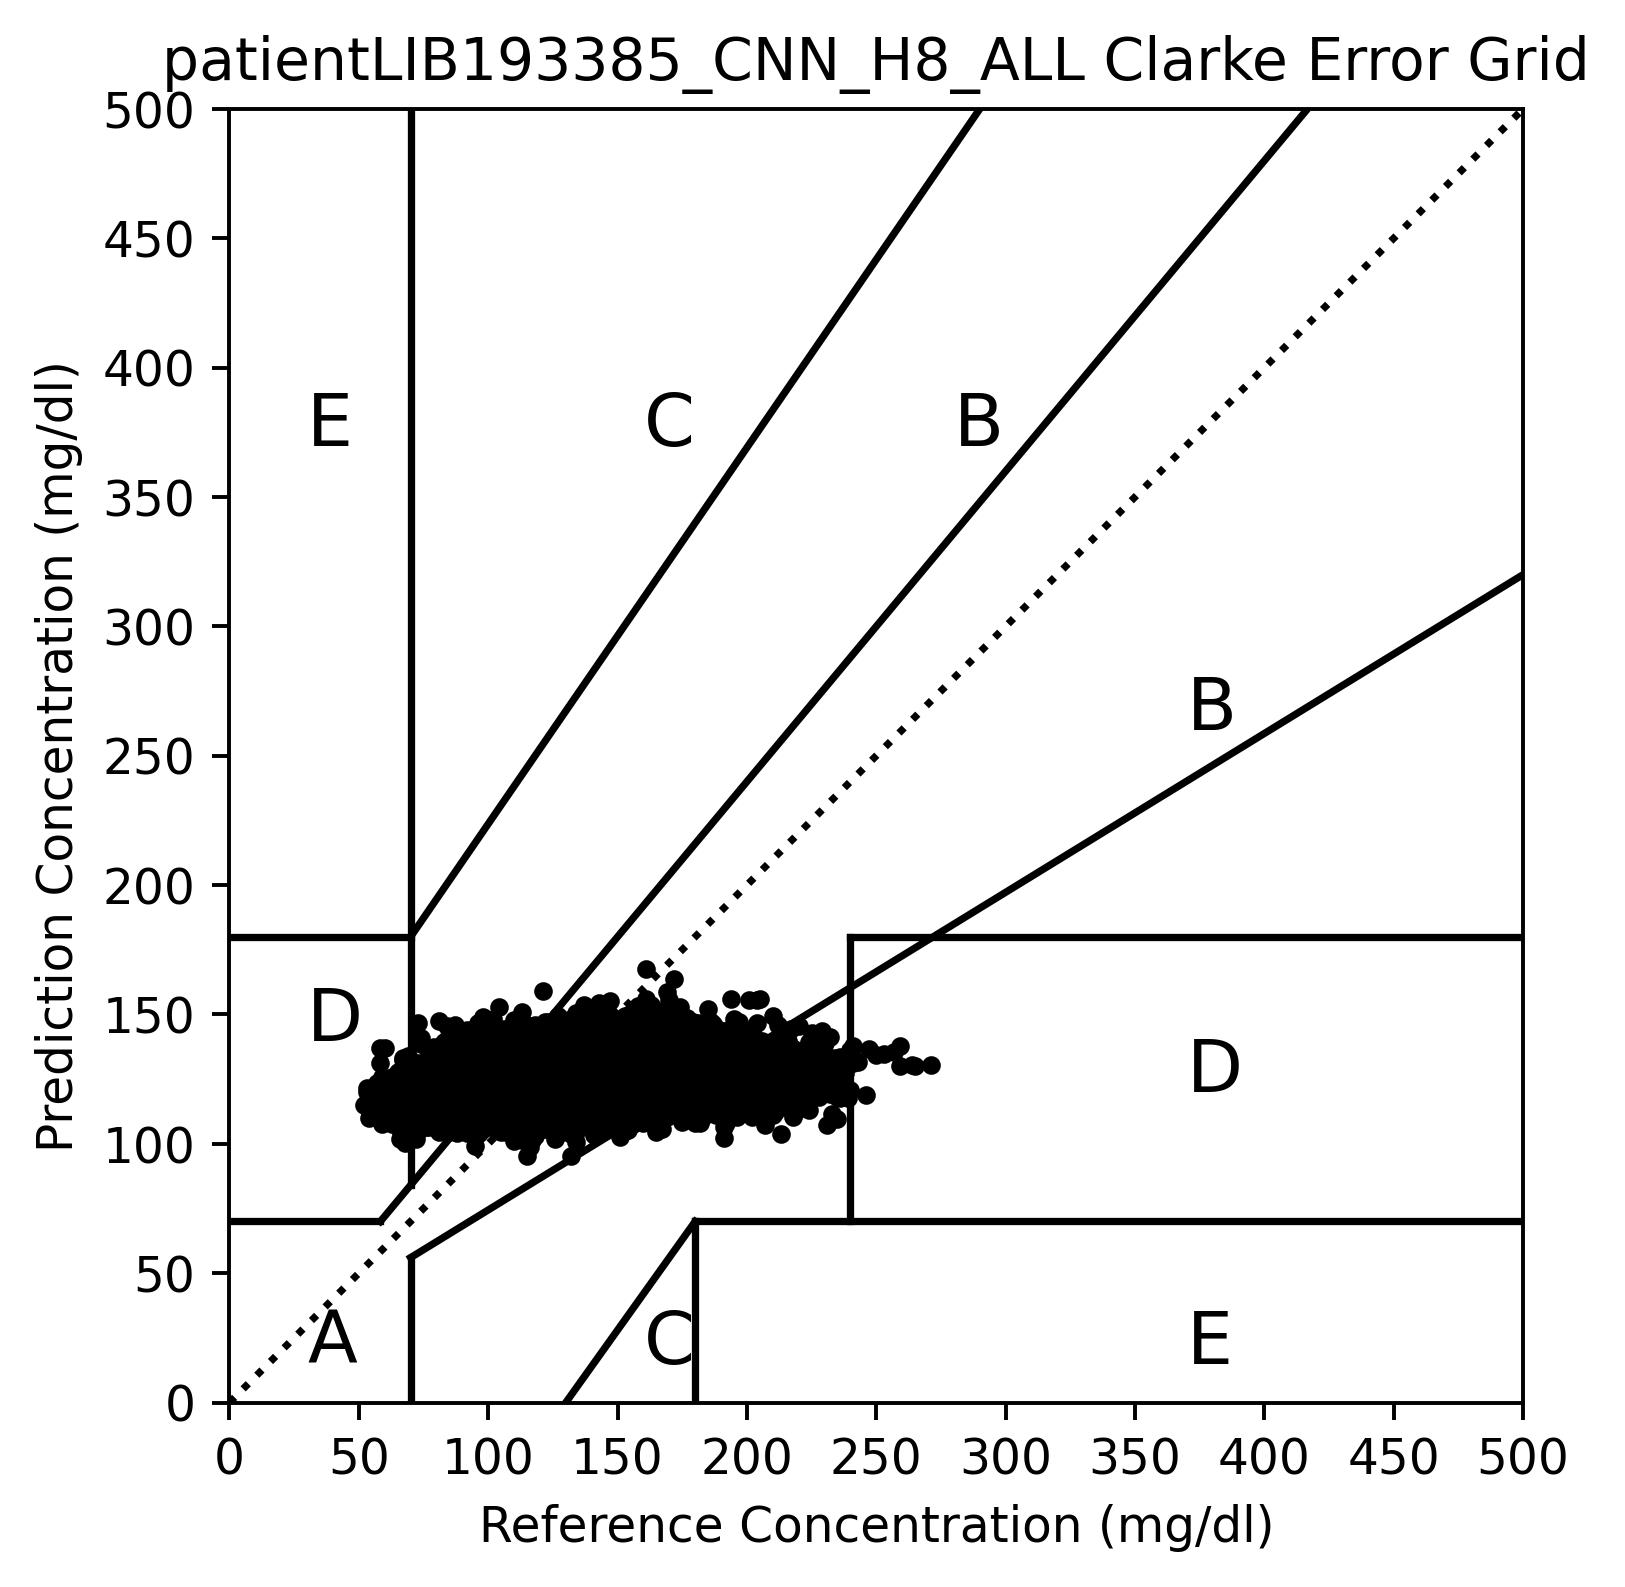 patientLIB193385_CNN_H8_ALL Clarke Error Grid
500
450
400
350
300
250
200
150
100
50
0
Prediction Concentration (mg/dl)
E
C
B
B
D
D
A
C
E
0 50 100 150 200 250 300 350 400 450 500
Reference Concentration (mg/dl)